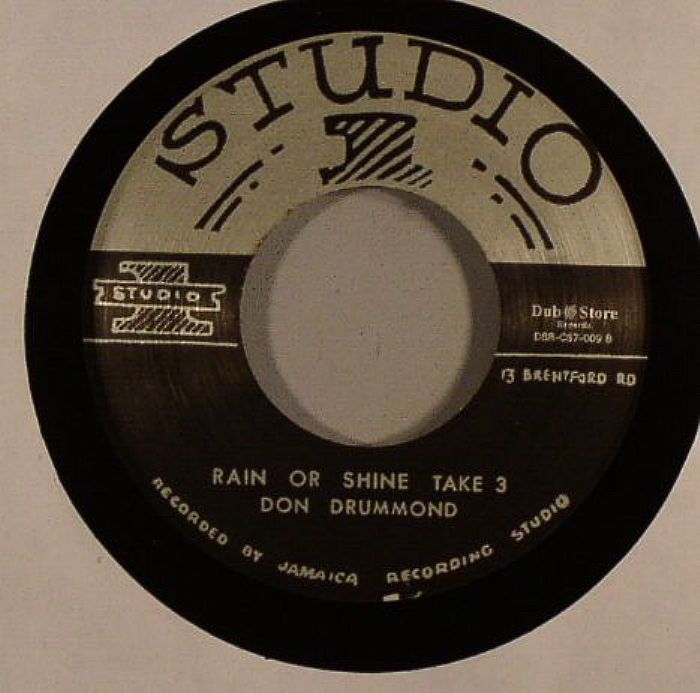 STUDIO
1
STUDIO
Dub Store
Records
DSR-CS7-009 B
13 BRENTFORD RD
RAIN OR SHINE TAKE 3
DON DRUMMOND
RECORDED BY JAMAICA RECORDING STUDIO